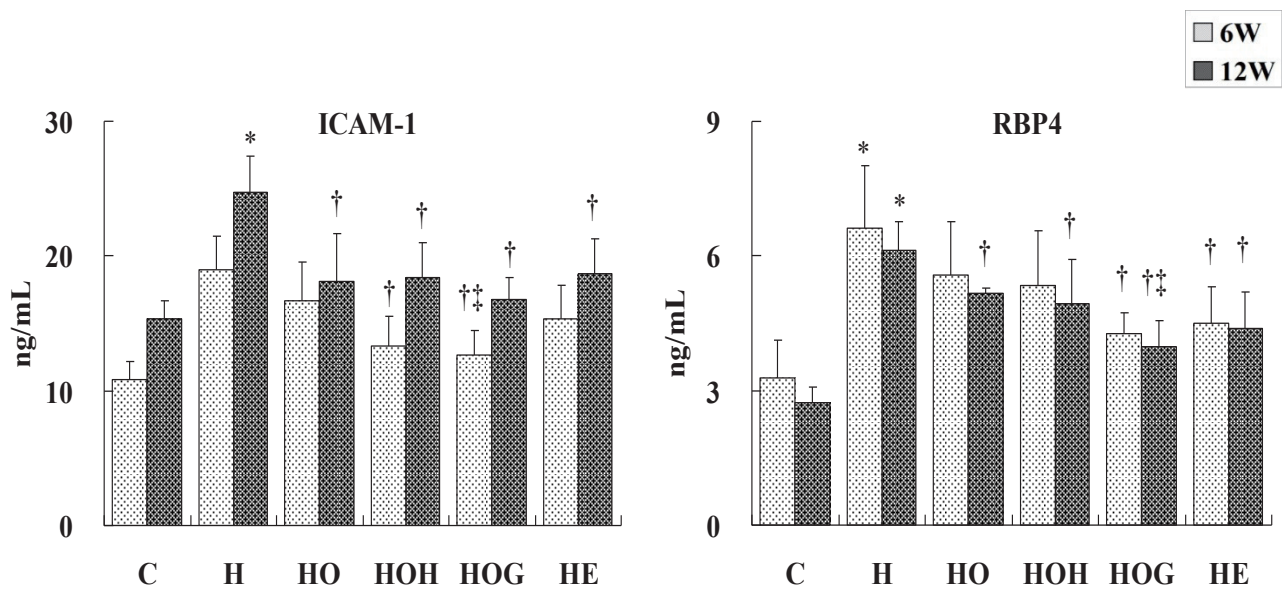 6W
12W
ICAM-1
ng/mL
30
20
10
0
*
†
†
†
†‡
†
†
C H HO HOH HOG HE
RBP4
ng/mL
9
6
3
0
*
*
†
†
†
†‡
†
†
C H HO HOH HOG HE